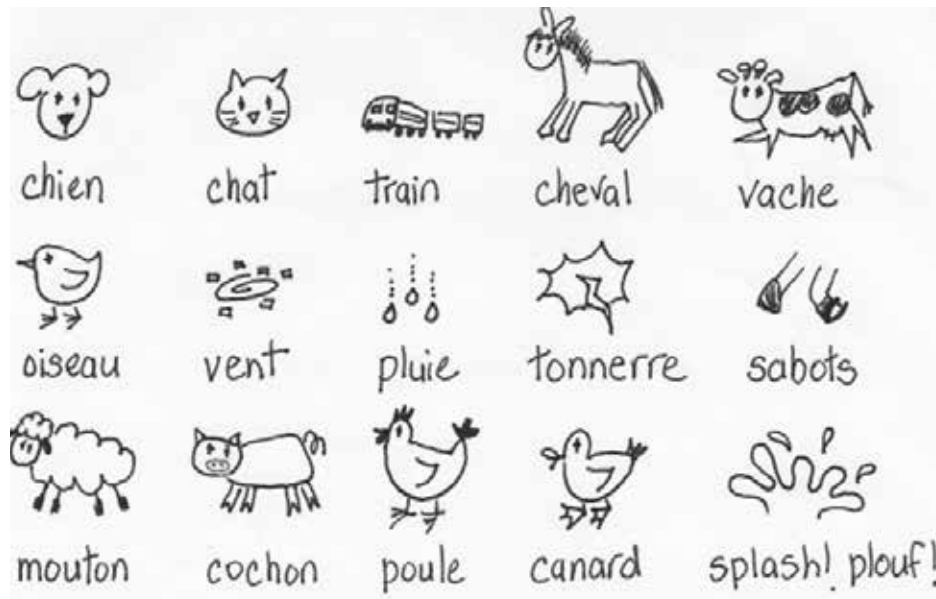 chien chat train cheval vache
oiseau vent pluie tonnerre sabots
mouton cochon poule canard splash! plouf!